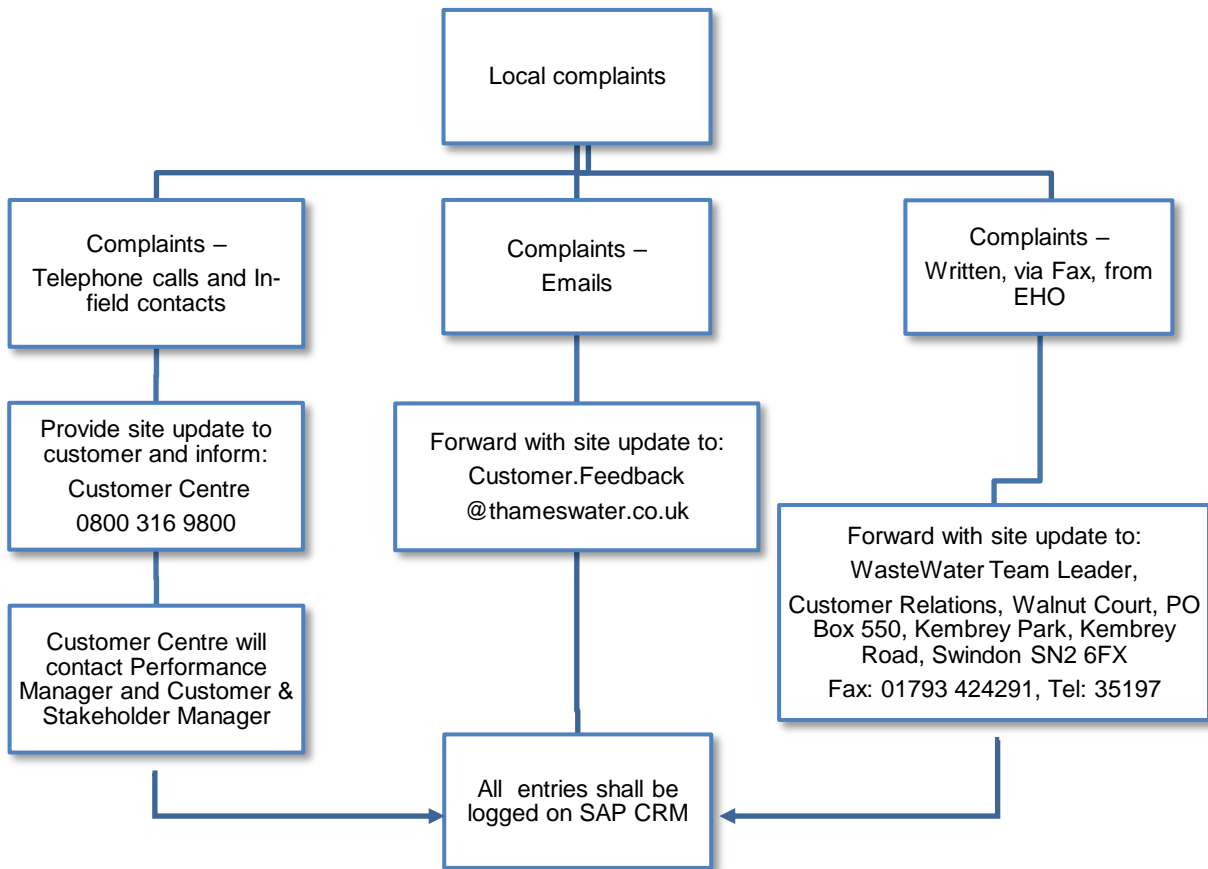 Local complaints
Complaints –
Telephone calls and In-
field contacts
Complaints –
Emails
Complaints –
Written, via Fax, from
EHO
Provide site update to
customer and inform:
Customer Centre
0800 316 9800
Forward with site update to:
Customer.Feedback
@thameswater.co.uk
Forward with site update to:
WasteWater Team Leader,
Customer Relations, Walnut Court, PO
Box 550, Kembrey Park, Kembrey
Road, Swindon SN2 6FX
Fax: 01793 424291, Tel: 35197
Customer Centre will
contact Performance
Manager and Customer &
Stakeholder Manager
All entries shall be
logged on SAP CRM